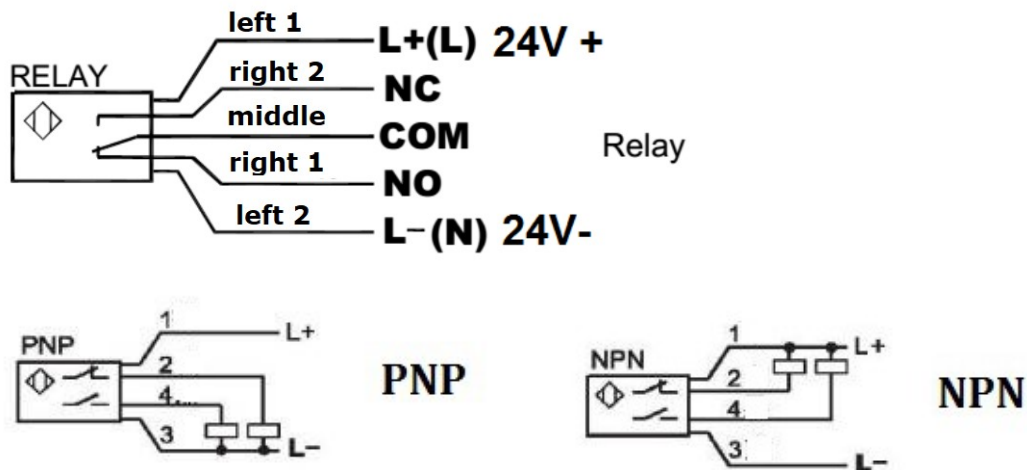 left 1
L+(L) 24V +
RELAY
right 2
NC
middle
COM
Relay
right 1
NO
left 2
L−(N) 24V-
1
L+
PNP
2
4....
3
L−
PNP
1
L+
NPN
2
4
3
L−
NPN